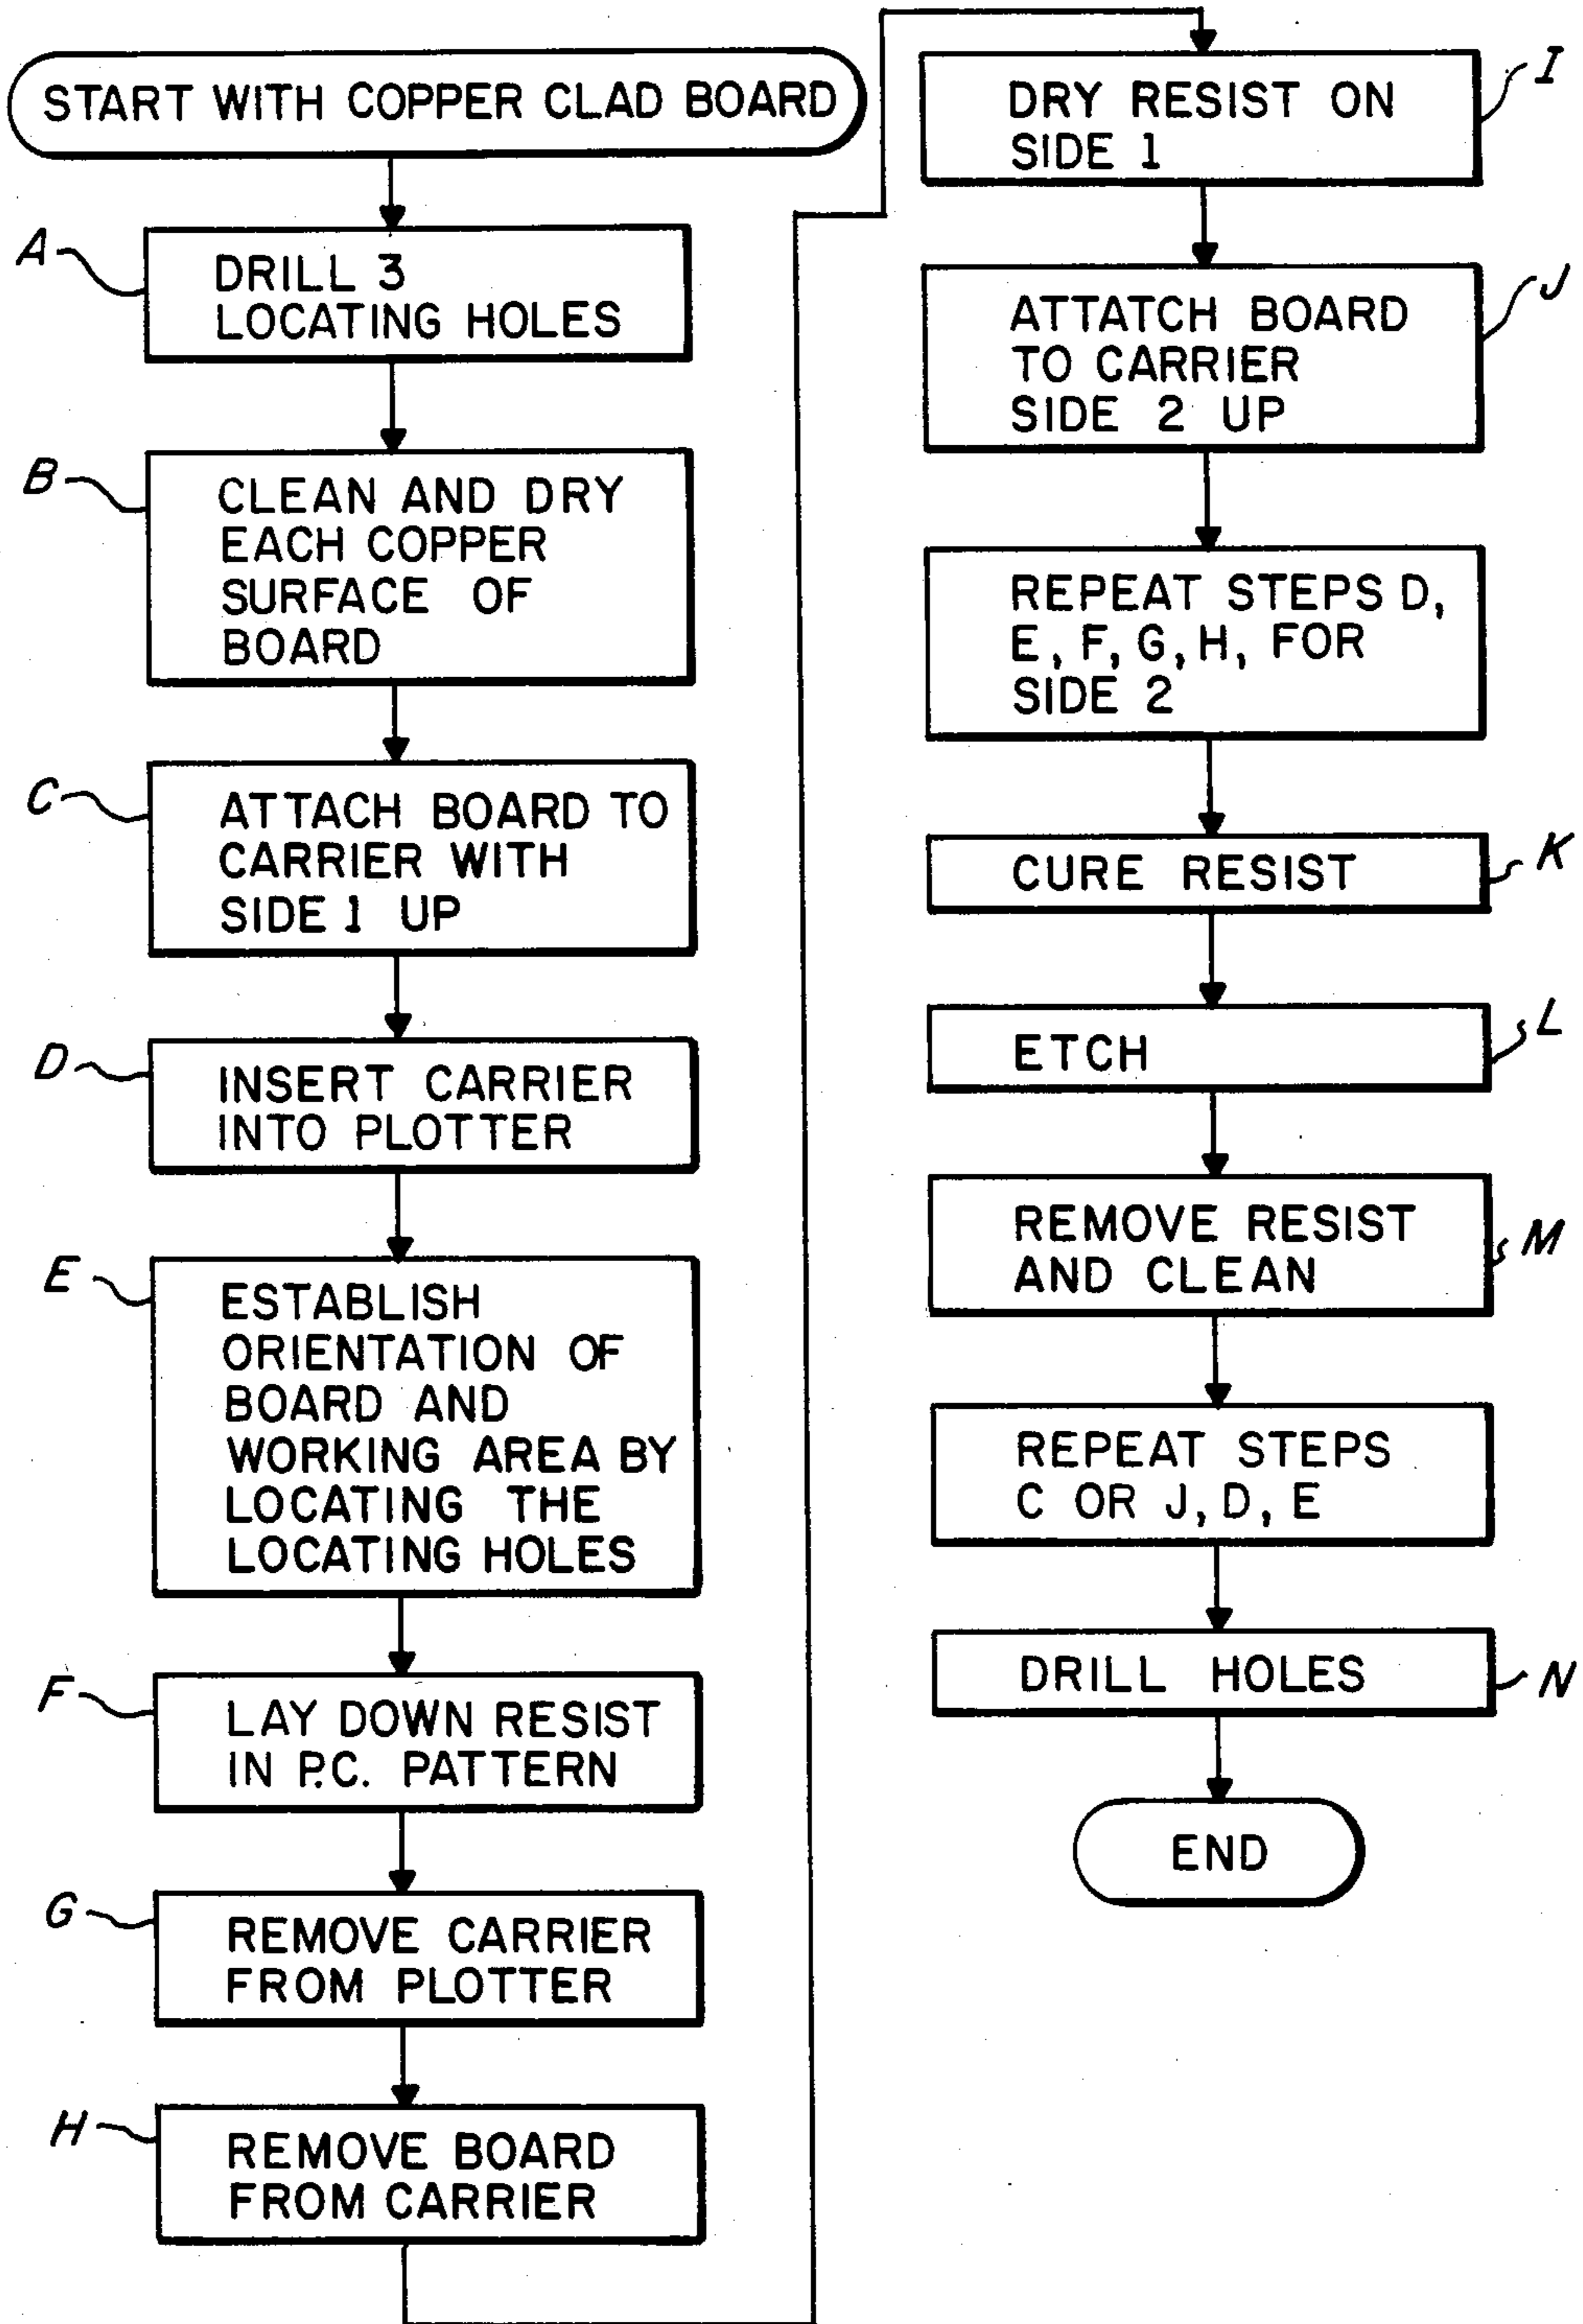 START WITH COPPER CLAD BOARD
A
DRILL 3
LOCATING HOLES
B
CLEAN AND DRY
EACH COPPER
SURFACE OF
BOARD
C
ATTACH BOARD TO
CARRIER WITH
SIDE 1 UP
D
INSERT CARRIER
INTO PLOTTER
E
ESTABLISH
ORIENTATION OF
BOARD AND
WORKING AREA BY
LOCATING THE
LOCATING HOLES
F
LAY DOWN RESIST
IN P.C. PATTERN
G
REMOVE CARRIER
FROM PLOTTER
H
REMOVE BOARD
FROM CARRIER
I
DRY RESIST ON
SIDE 1
J
ATTATCH BOARD
TO CARRIER
SIDE 2 UP
REPEAT STEPS D,
E, F, G, H, FOR
SIDE 2
K
CURE RESIST
L
ETCH
M
REMOVE RESIST
AND CLEAN
REPEAT STEPS
C OR J, D, E
N
DRILL HOLES
END